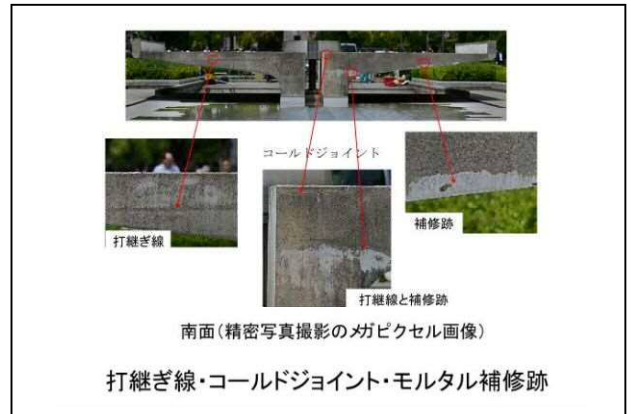 コールドジョイント
打継ぎ線
補修跡
打継線と補修跡
南面(精密写真撮影のメガピクセル画像)
打継ぎ線・コールドジョイント・モルタル補修跡